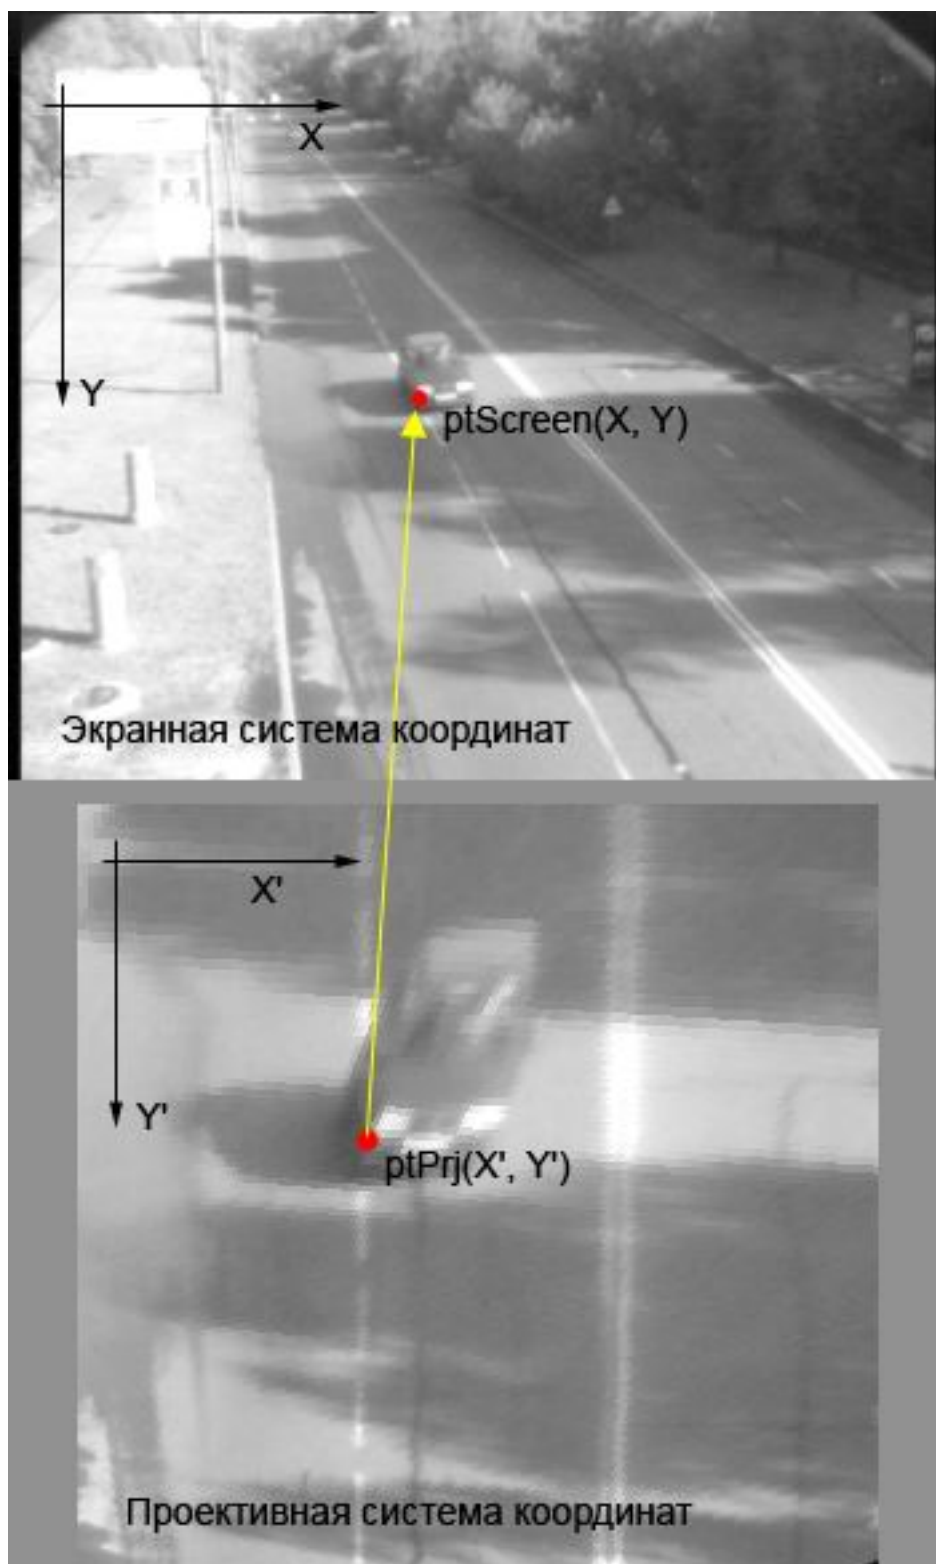 X
Y
ptScreen(X, Y)
Экранная система координат
X'
Y'
ptPrj(X', Y')
Проективная система координат